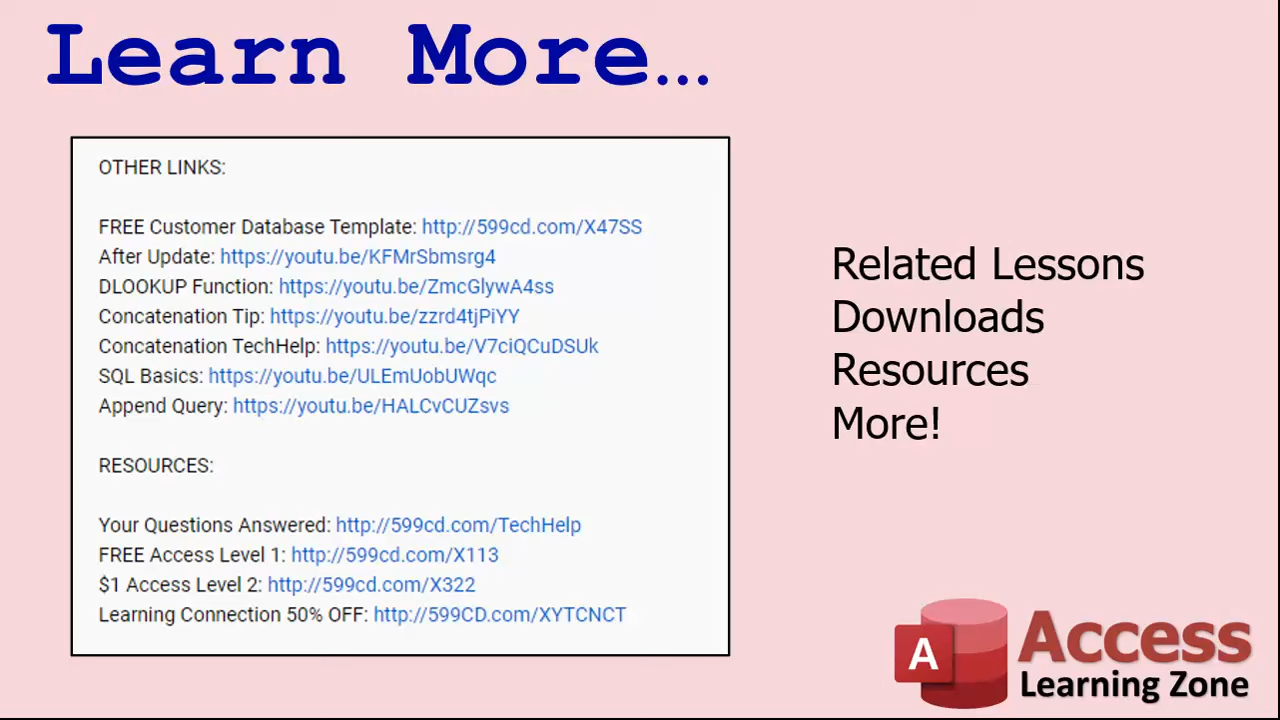 Learn More...
OTHER LINKS:
FREE Customer Database Template: http://599cd.com/X47SS
After Update: https://youtu.be/KFMrSbmsrg4
DLOOKUP Function: https://youtu.be/ZmcGlywA4ss
Concatenation Tip: https://youtu.be/zzrd4tjPiYY
Concatenation TechHelp: https://youtu.be/V7ciQCuDSUk
SQL Basics: https://youtu.be/ULEmUobUWqc
Append Query: https://youtu.be/HALCvCUZsvs
RESOURCES:
Your Questions Answered: http://599cd.com/TechHelp
FREE Access Level 1: http://599cd.com/X113
$1 Access Level 2: http://599cd.com/X322
Learning Connection 50% OFF: http://599CD.com/XYTCNCT
Related Lessons
Downloads
Resources
More!
A
Access
Learning Zone